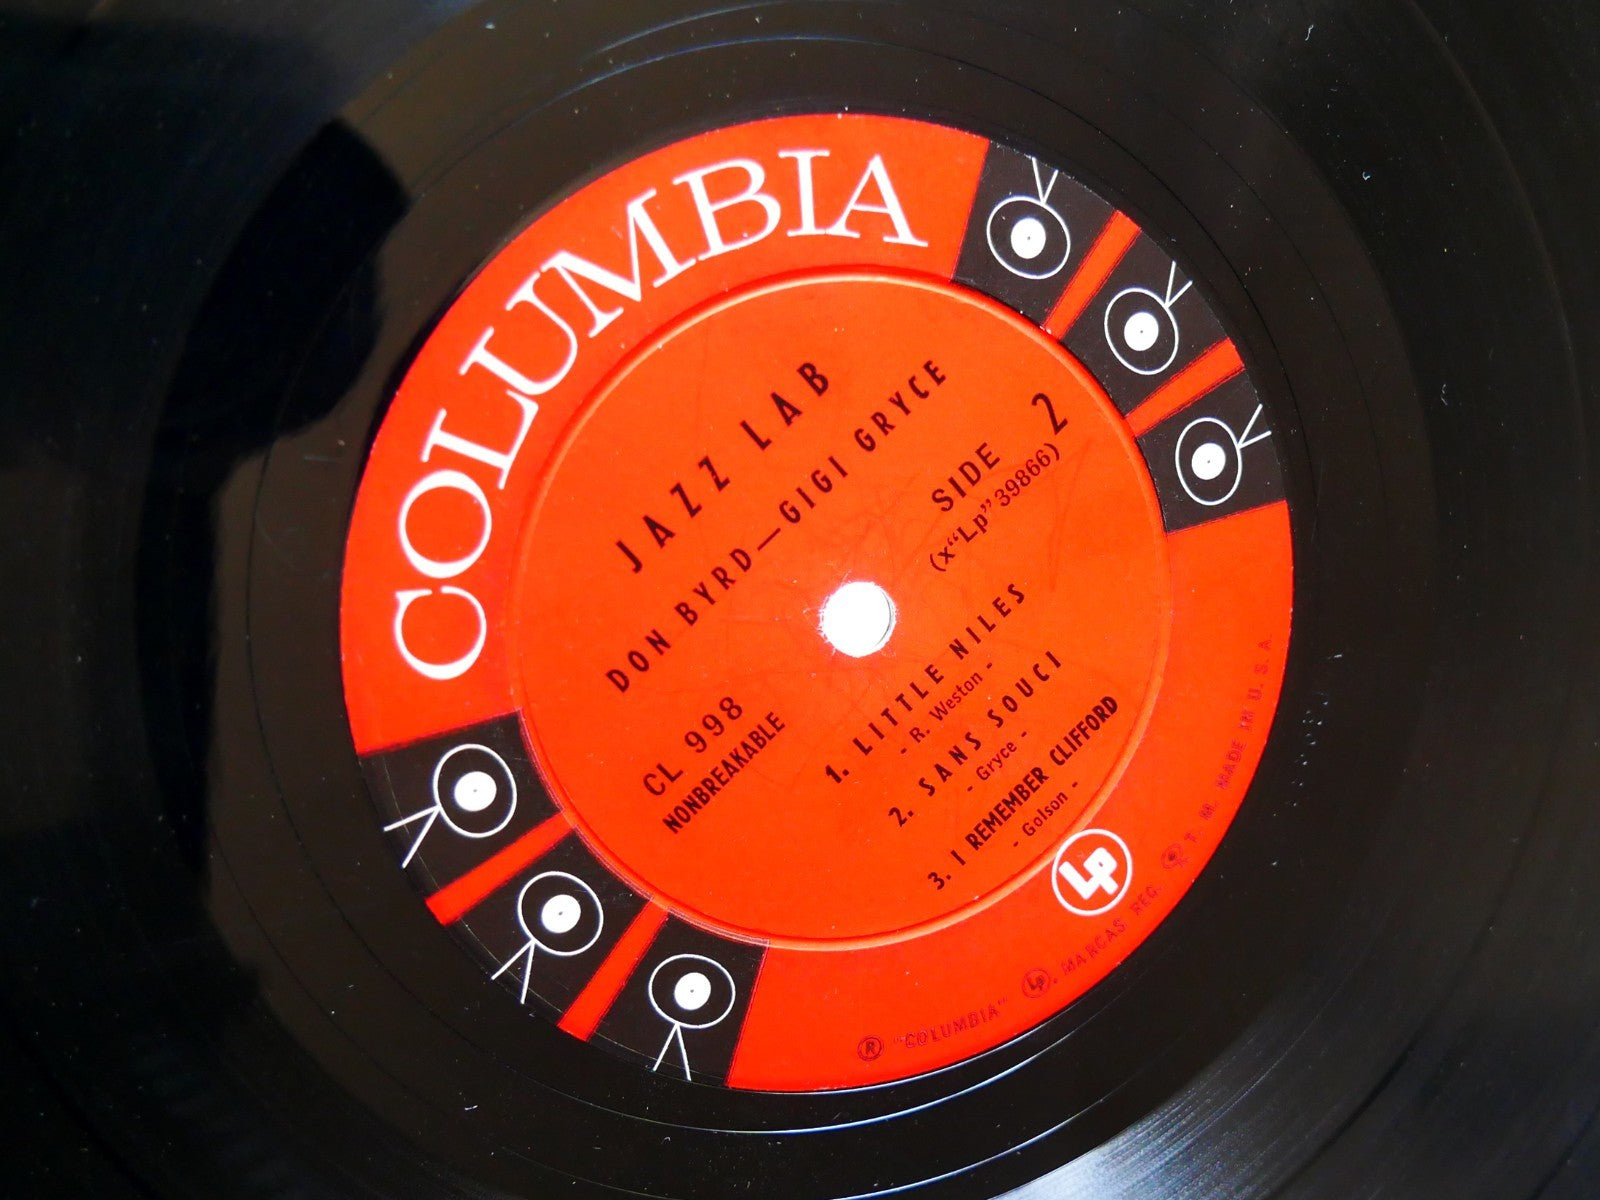 COLUMBIA
JAZZ LAB
DON BYRD—GIGI GRYCE
SIDE 2
(x“Lp” 39866)
CL 998
NONBREAKABLE
1. LITTLE NILES
- R. Weston -
2. SANS SOUCI
- Gryce -
3. I REMEMBER CLIFFORD
- Golson -
LP
® "COLUMBIA" Lp, MARCAS REG. T. M. MADE IN U. S. A.